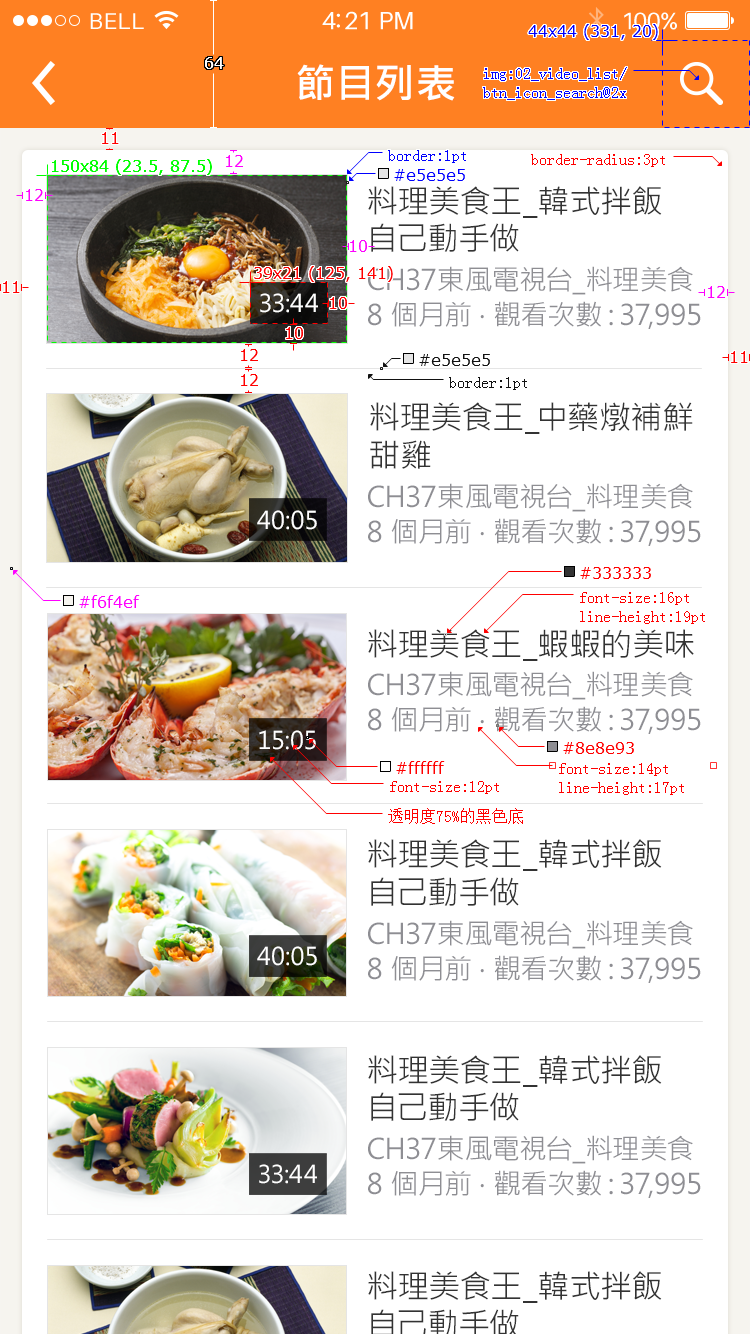 BELL 4:21 PM 100%
44x44 (331, 20)
64
節目列表
img:02_video_list/
btn_icon_search@2x
11
150x84 (23.5, 87.5)
12
border:1pt
#e5e5e5
border-radius:3pt
12
料理美食王_韓式拌飯
自己動手做
10
39x21 (125, 141)
CH37東風電視台_料理美食
11
12
33:44
10
8 個月前 · 觀看次數 : 37,995
10
12
#e5e5e5
11
12
border:1pt
料理美食王_中藥燉補鮮
甜雞
CH37東風電視台_料理美食
40:05
8 個月前 · 觀看次數 : 37,995
#333333
#f6f4ef
font-size:16pt
line-height:19pt
料理美食王_蝦蝦的美味
CH37東風電視台_料理美食
8 個月前 · 觀看次數 : 37,995
15:05
#8e8e93
#ffffff
font-size:14pt
font-size:12pt
line-height:17pt
透明度75%的黑色底
料理美食王_韓式拌飯
自己動手做
CH37東風電視台_料理美食
40:05
8 個月前 · 觀看次數 : 37,995
料理美食王_韓式拌飯
自己動手做
CH37東風電視台_料理美食
33:44
8 個月前 · 觀看次數 : 37,995
料理美食王_韓式拌飯
自己動手做